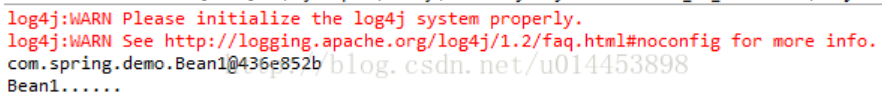 log4j:WARN Please initialize the log4j system properly.
log4j:WARN See http://logging.apache.org/log4j/1.2/faq.html#noconfig for more info.
com.spring.demo.Bean1@436e852b
http://blog.csdn.net/u014453898
Bean1......